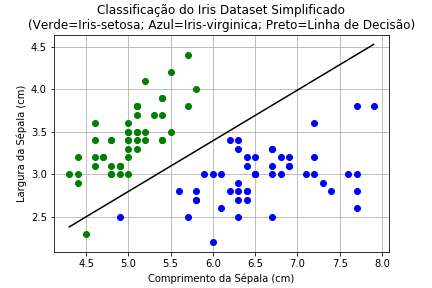 Classificação do Iris Dataset Simplificado
(Verde=Iris-setosa; Azul=Iris-virginica; Preto=Linha de Decisão)
4.5
4.0
3.5
3.0
2.5
Largura da Sépala (cm)
4.5 5.0 5.5 6.0 6.5 7.0 7.5 8.0
Comprimento da Sépala (cm)